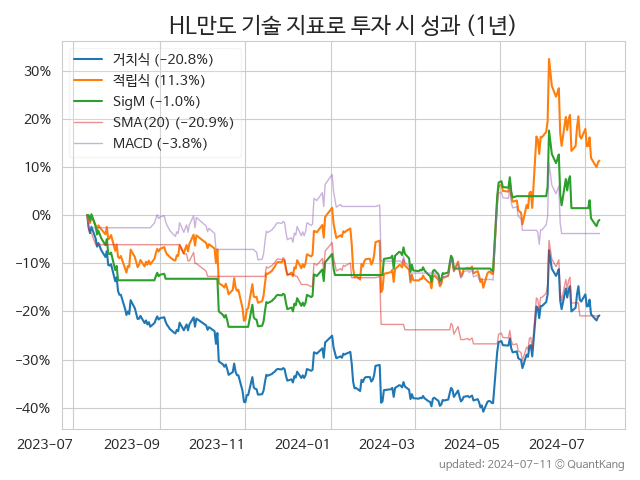 HL만도 기술 지표로 투자 시 성과 (1년)
거치식 (−20.8%)
적립식 (11.3%)
SigM (−1.0%)
SMA(20) (−20.9%)
MACD (−3.8%)
30%
20%
10%
0%
−10%
−20%
−30%
−40%
2023-07 2023-09 2023-11 2024-01 2024-03 2024-05 2024-07
updated: 2024-07-11 © QuantKang